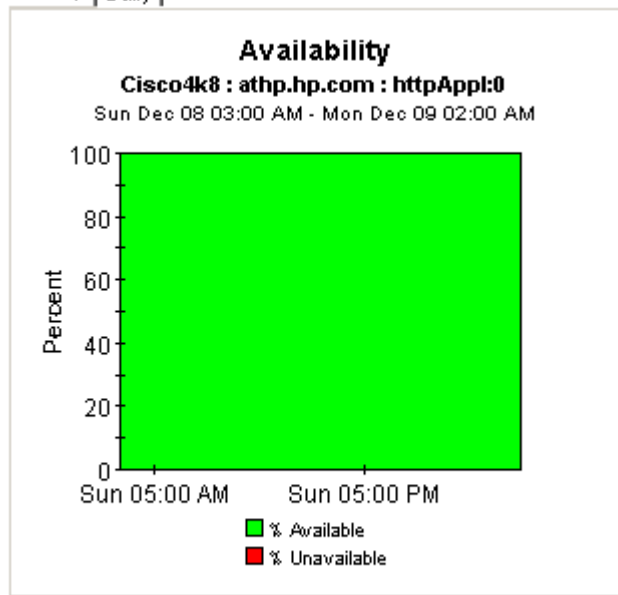 Availability
Cisco4k8 : athp.hp.com : httpAppl:0
Sun Dec 08 03:00 AM - Mon Dec 09 02:00 AM
100
80
60
40
20
0
Percent
Sun 05:00 AM Sun 05:00 PM
% Available
% Unavailable